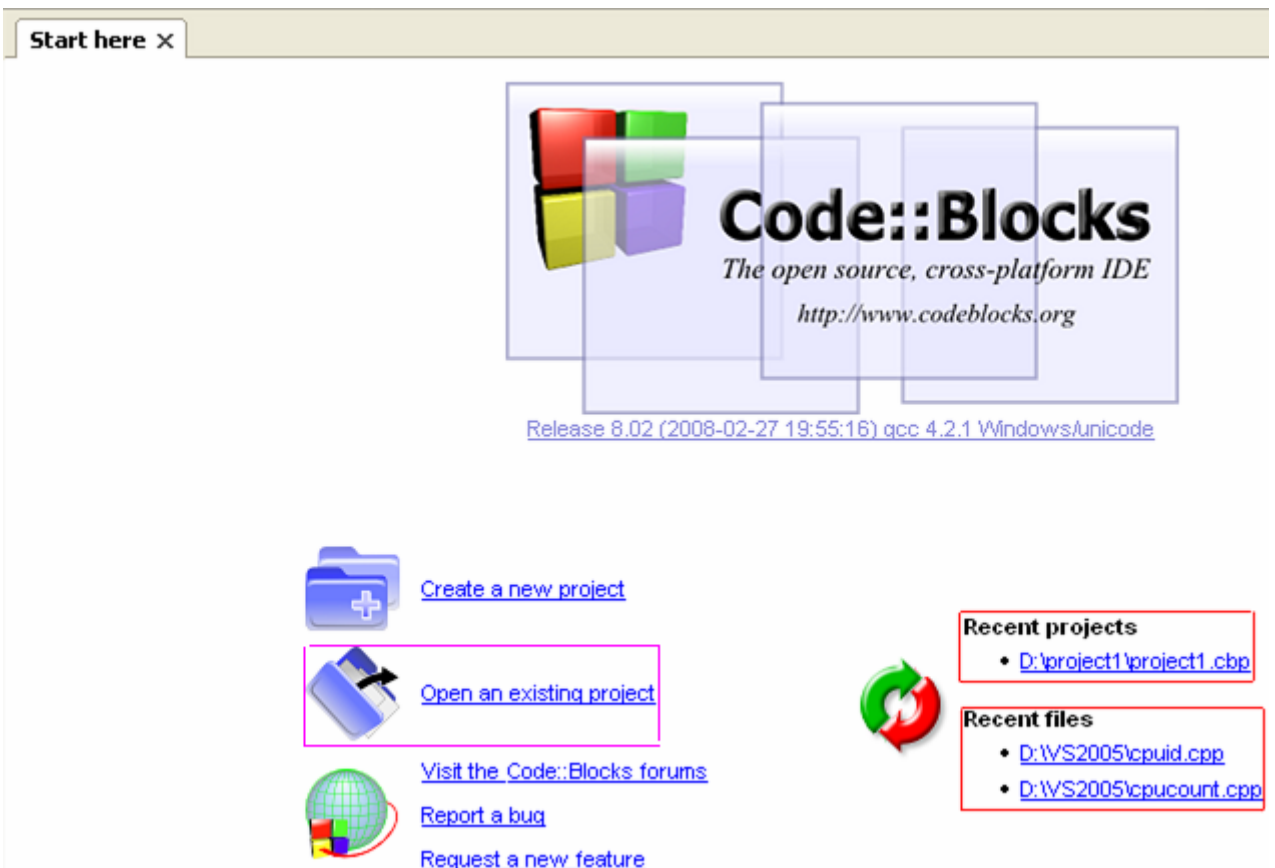 Start here
Code::Blocks
The open source, cross-platform IDE
http://www.codeblocks.org
Release 8.02 (2008-02-27 19:55:16) gcc 4.2.1 Windows/unicode
Create a new project
Open an existing project
Visit the Code::Blocks forums
Report a bug
Request a new feature
Recent projects
• D:\project1\project1.cbp
Recent files
• D:\VS2005\cpuid.cpp
• D:\VS2005\cpucount.cpp